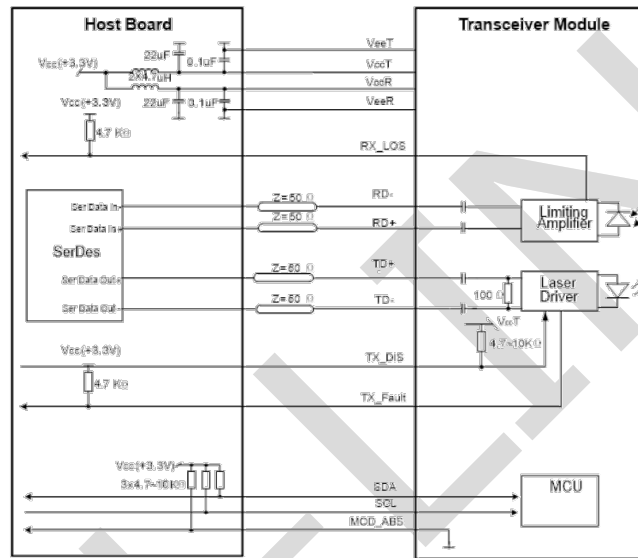 Host Board
Transceiver Module
22uF
0.1uF
VeeT
Vcc(+3.3V)
VccT
2X4.7uH
VccR
Vcc(+3.3V)
22uF
0.1uF
VeeR
4.7 KΩ
RX_LOS
Z=50 Ω
RD-
Ser Data In-
Z=50 Ω
Limiting
Amplifier
Ser Data In+
RD+
SerDes
TD+
Ser Data Out+
Z=50 Ω
Laser
Driver
100 Ω
Ser Data Out-
Z=50 Ω
TD-
VccT
Vcc(+3.3V)
4.7~10KΩ
TX_DIS
4.7 KΩ
TX_Fault
Vcc(+3.3V)
3x4.7~10KΩ
SDA
MCU
SCL
MOD_ABS